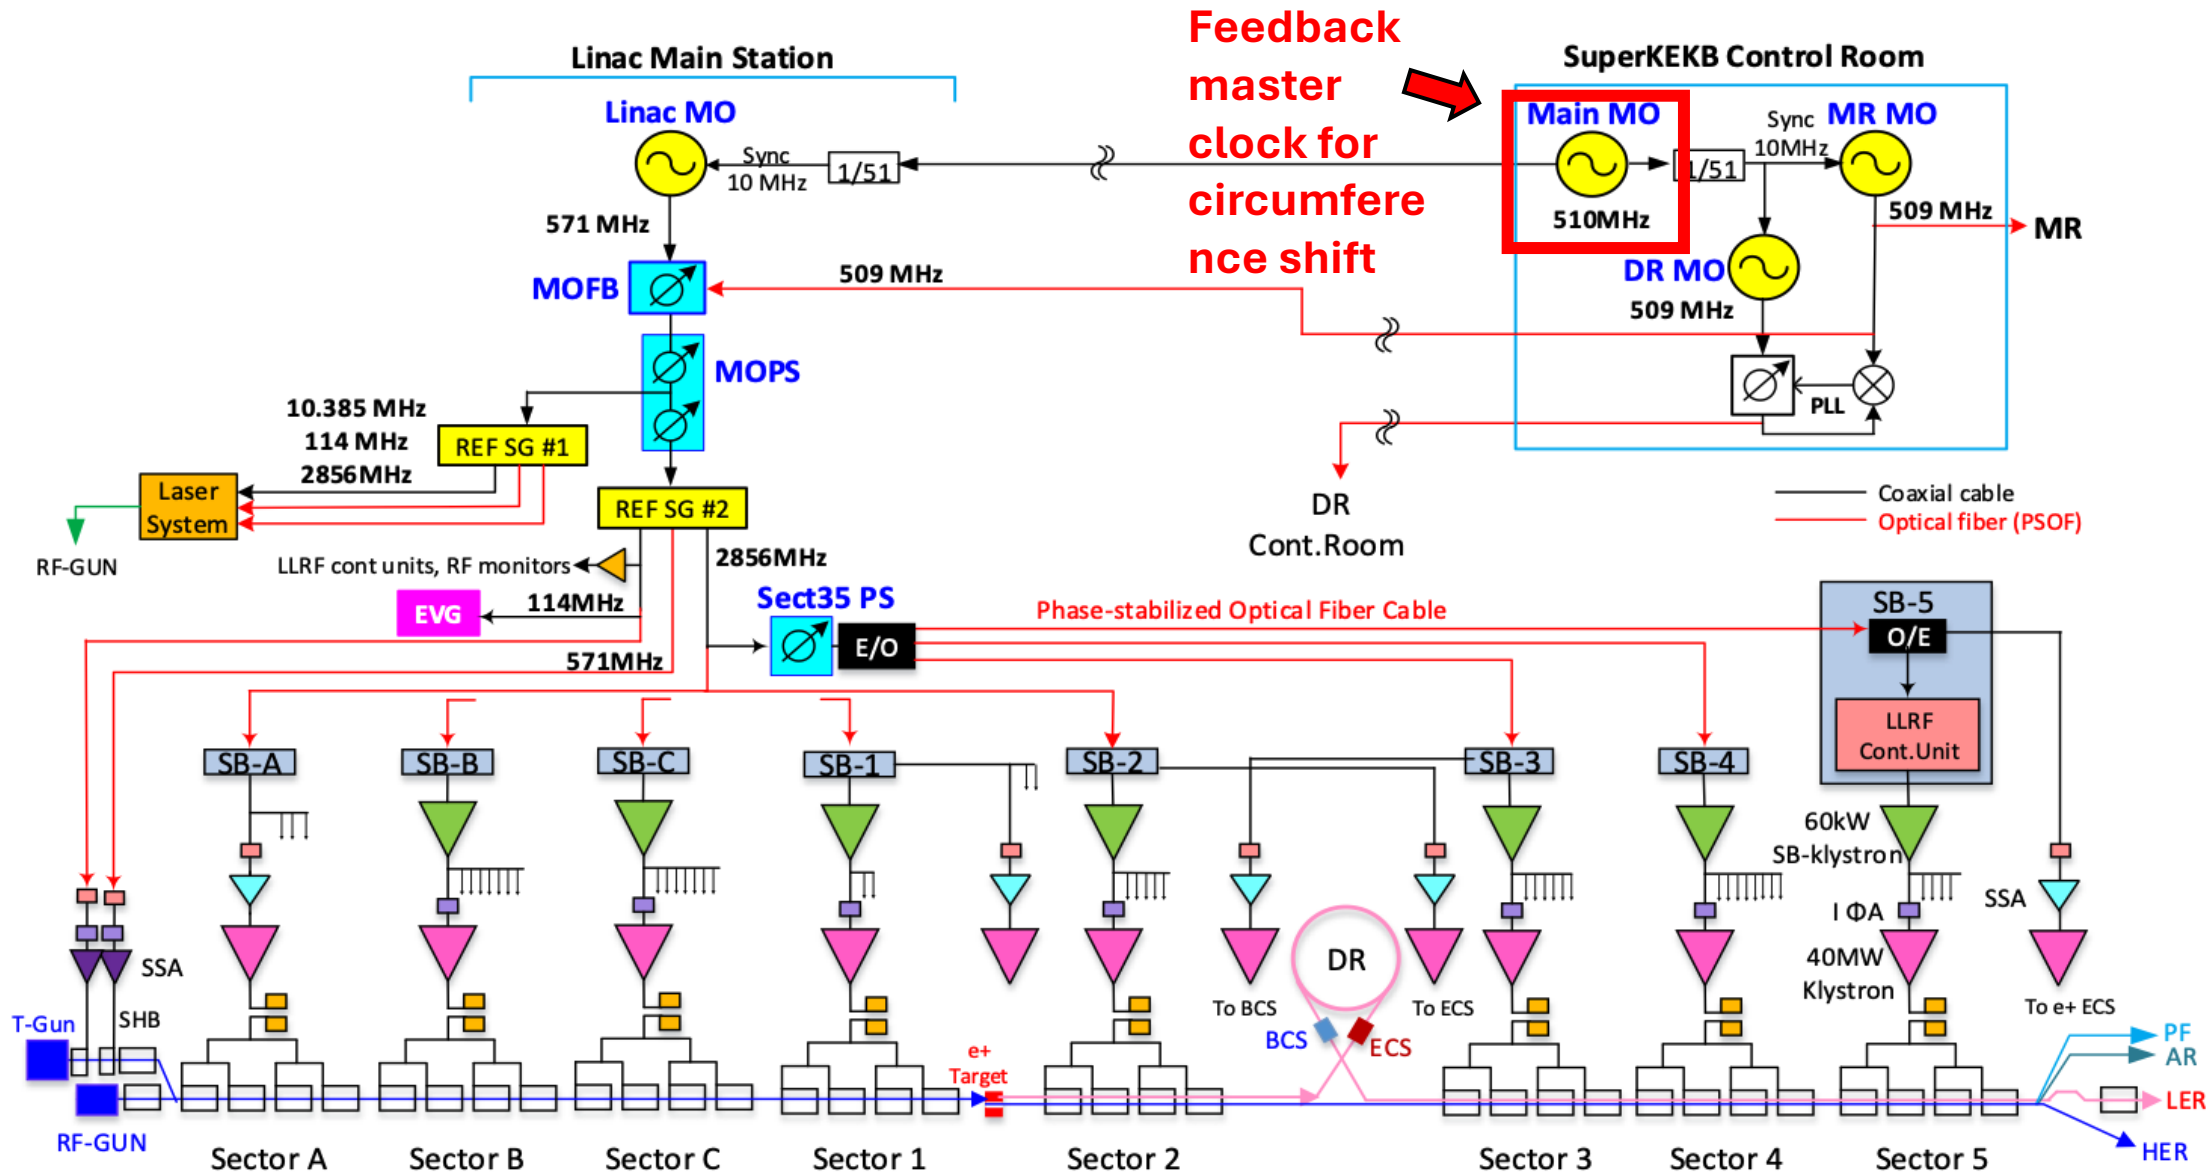 Feedback
master
clock for
circumfere
nce shift
Linac Main Station
SuperKEKB Control Room
Linac MO
Main MO
MR MO
Sync
10 MHz
1/51
1/51
Sync
10MHz
510MHz
571 MHz
509 MHz
MR
DR MO
509 MHz
MOFB
509 MHz
MOPS
PLL
10.385 MHz
114 MHz
2856MHz
REF SG #1
Laser
System
REF SG #2
DR
Cont.Room
Coaxial cable
Optical fiber (PSOF)
RF-GUN
LLRF cont units, RF monitors
2856MHz
EVG
114MHz
Sect35 PS
E/O
Phase-stabilized Optical Fiber Cable
571MHz
SB-5
O/E
LLRF
Cont.Unit
SB-A
SB-B
SB-C
SB-1
SB-2
SB-3
SB-4
60kW
SB-klystron
I ΦA
SSA
40MW
Klystron
SSA
SHB
DR
To BCS
To ECS
To e+ ECS
BCS
ECS
T-Gun
e+
Target
RF-GUN
PF
AR
LER
HER
Sector A
Sector B
Sector C
Sector 1
Sector 2
Sector 3
Sector 4
Sector 5